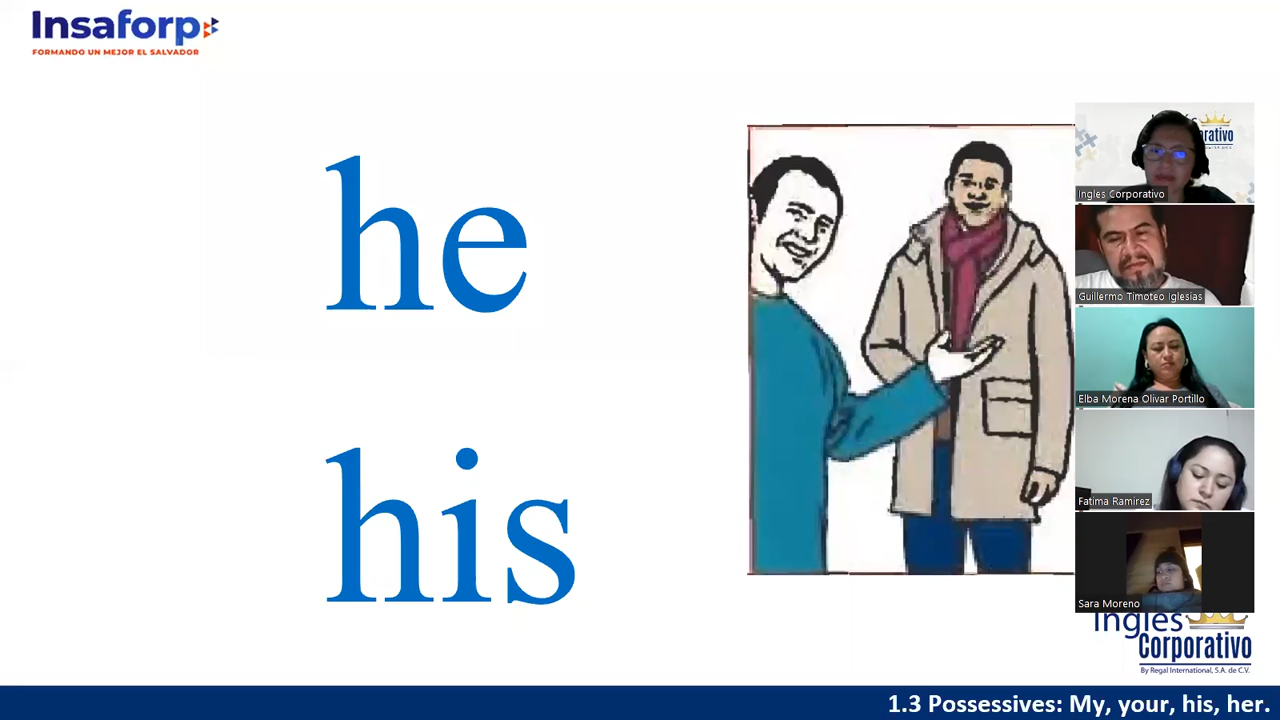 Insaforp
FORMANDO UN MEJOR EL SALVADOR
he
his
Ingles Corporativo
Guillermo Timoteo Iglesias
Elba Morena Olivar Portillo
Fatima Ramirez
Sara Moreno
Inglés
Corporativo
By Regal International, S.A. de C.V.
1.3 Possessives: My, your, his, her.